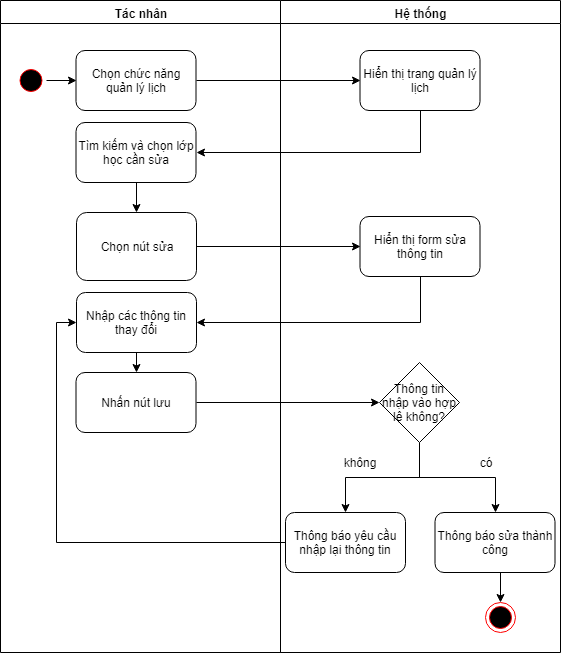 Tác nhân
Hệ thống
Chọn chức năng
quản lý lịch
Hiển thị trang quản lý
lịch
Tìm kiếm và chọn lớp
học cần sửa
Chọn nút sửa
Hiển thị form sửa
thông tin
Nhập các thông tin
thay đổi
Nhấn nút lưu
Thông tin
nhập vào hợp
lệ không?
không
có
Thông báo yêu cầu
nhập lại thông tin
Thông báo sửa thành
công